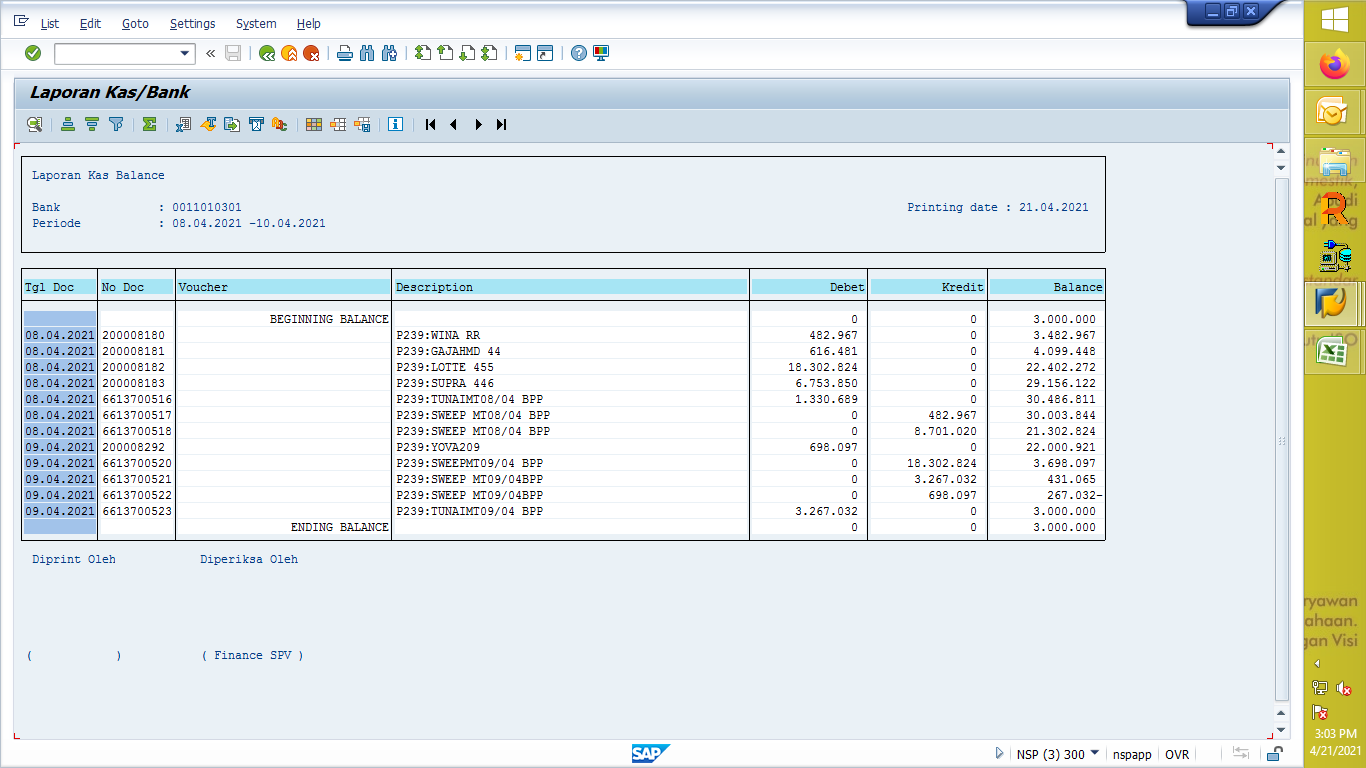 List Edit Goto Settings System Help
Laporan Kas/Bank
Laporan Kas Balance
Bank : 0011010301 Printing date : 21.04.2021
Periode : 08.04.2021 -10.04.2021
Tgl Doc No Doc Voucher Description Debet Kredit Balance
BEGINNING BALANCE 0 0 3.000.000
08.04.2021 200008180 P239:WINA RR 482.967 0 3.482.967
08.04.2021 200008181 P239:GAJAHMD 44 616.481 0 4.099.448
08.04.2021 200008182 P239:LOTTE 455 18.302.824 0 22.402.272
08.04.2021 200008183 P239:SUPRA 446 6.753.850 0 29.156.122
08.04.2021 6613700516 P239:TUNAIMT08/04 BPP 1.330.689 0 30.486.811
08.04.2021 6613700517 P239:SWEEP MT08/04 BPP 0 482.967 30.003.844
08.04.2021 6613700518 P239:SWEEP MT08/04 BPP 0 8.701.020 21.302.824
09.04.2021 200008292 P239:YOVA209 698.097 0 22.000.921
09.04.2021 6613700520 P239:SWEEPMT09/04 BPP 0 18.302.824 3.698.097
09.04.2021 6613700521 P239:SWEEP MT09/04BPP 0 3.267.032 431.065
09.04.2021 6613700522 P239:SWEEP MT09/04BPP 0 698.097 267.032-
09.04.2021 6613700523 P239:TUNAIMT09/04 BPP 3.267.032 0 3.000.000
ENDING BALANCE 0 0 3.000.000
Diprint Oleh Diperiksa Oleh
( ) ( Finance SPV )
SAP
NSP (3) 300 nspapp OVR
ryawan
ahaan.
gan Visi
3:03 PM
4/21/2021